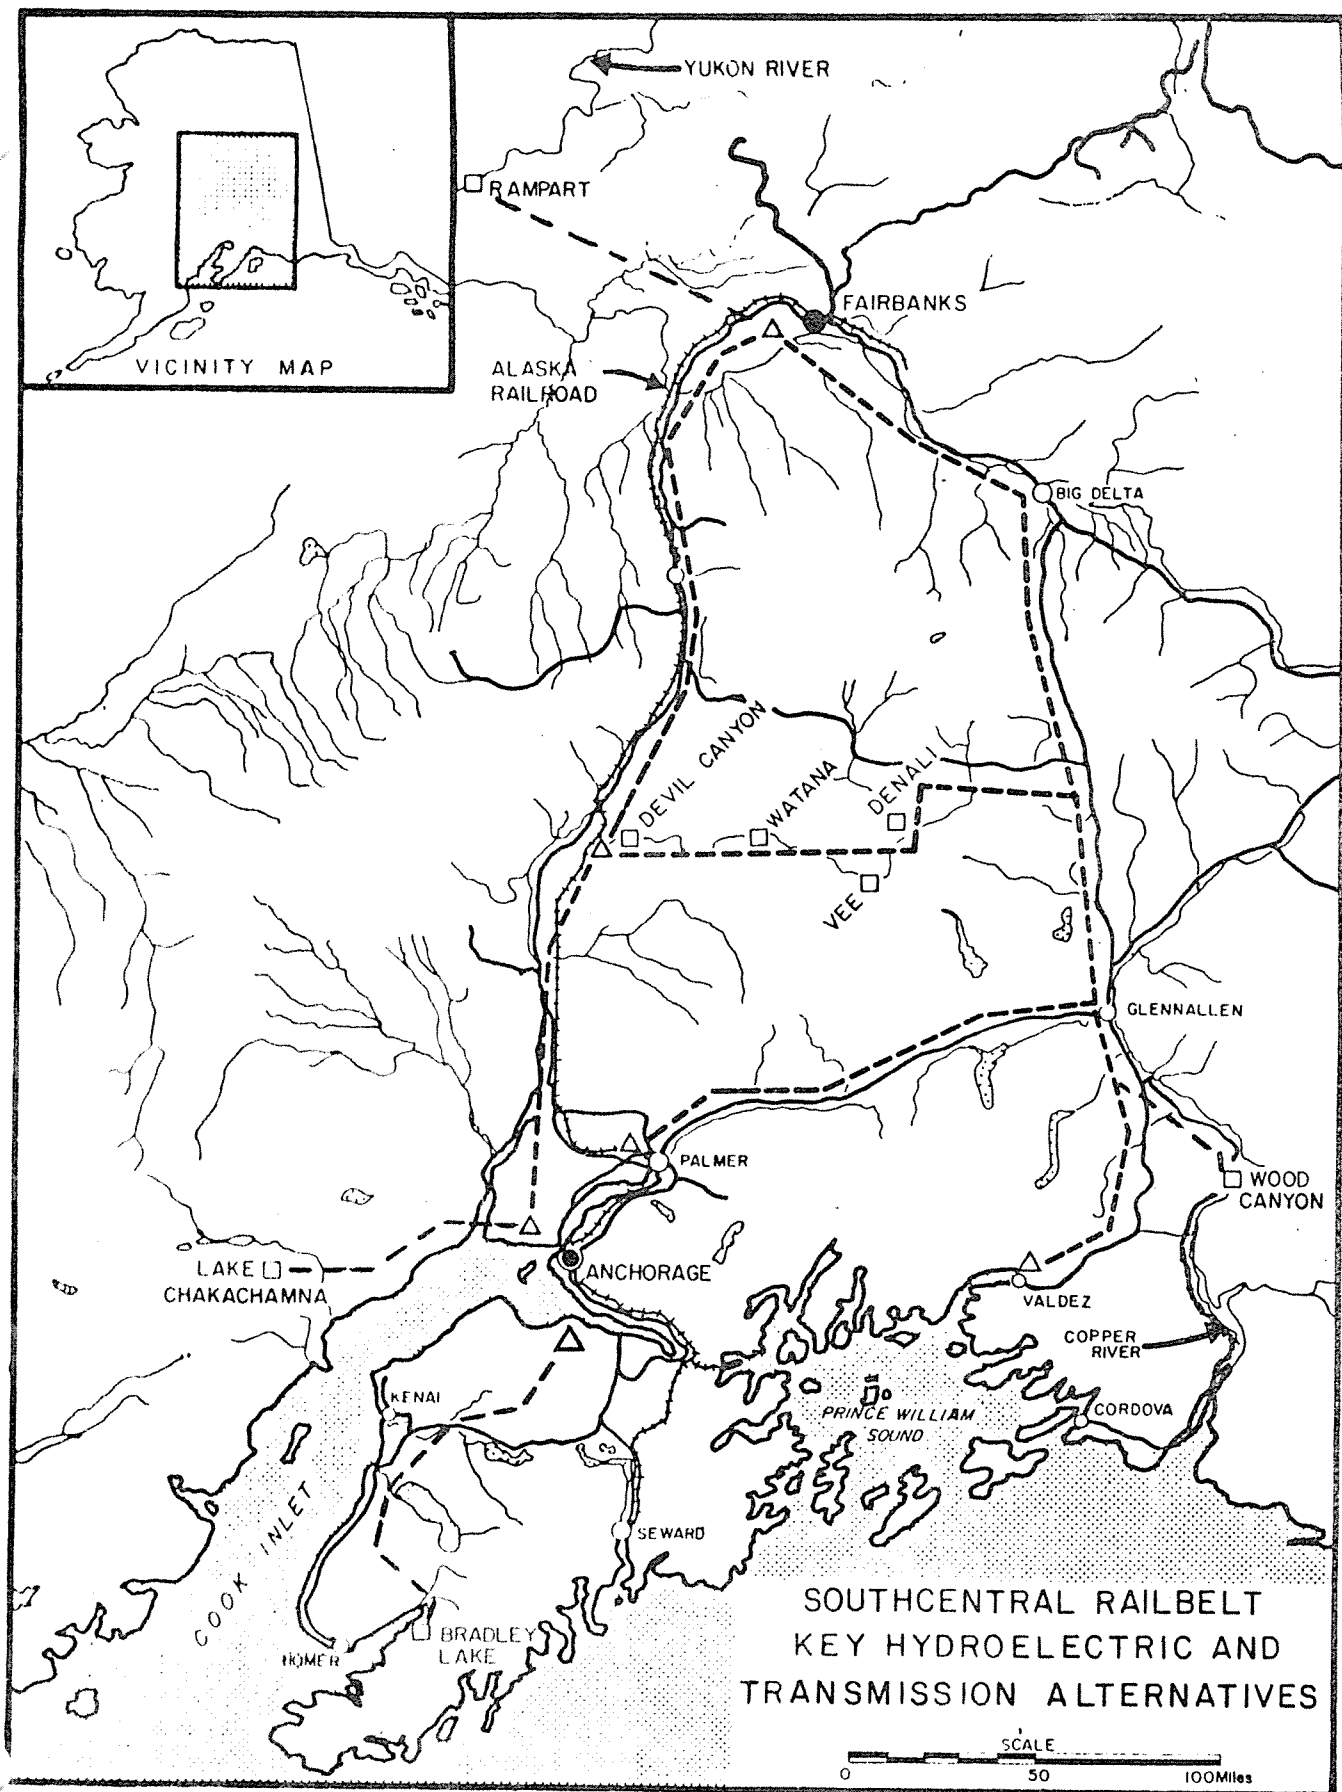 VICINITY MAP
YUKON RIVER
RAMPART
FAIRBANKS
ALASKA
RAILROAD
BIG DELTA
DEVIL CANYON
WATANA
DENALI
VEE
GLENNALLEN
PALMER
WOOD
CANYON
LAKE
CHAKACHAMNA
ANCHORAGE
VALDEZ
COPPER
RIVER
KENAI
PRINCE WILLIAM
SOUND
CORDOVA
COOK INLET
SEWARD
BRADLEY
LAKE
HOMER
SOUTHCENTRAL RAILBELT
KEY HYDROELECTRIC AND
TRANSMISSION ALTERNATIVES
SCALE
0 50 100Miles